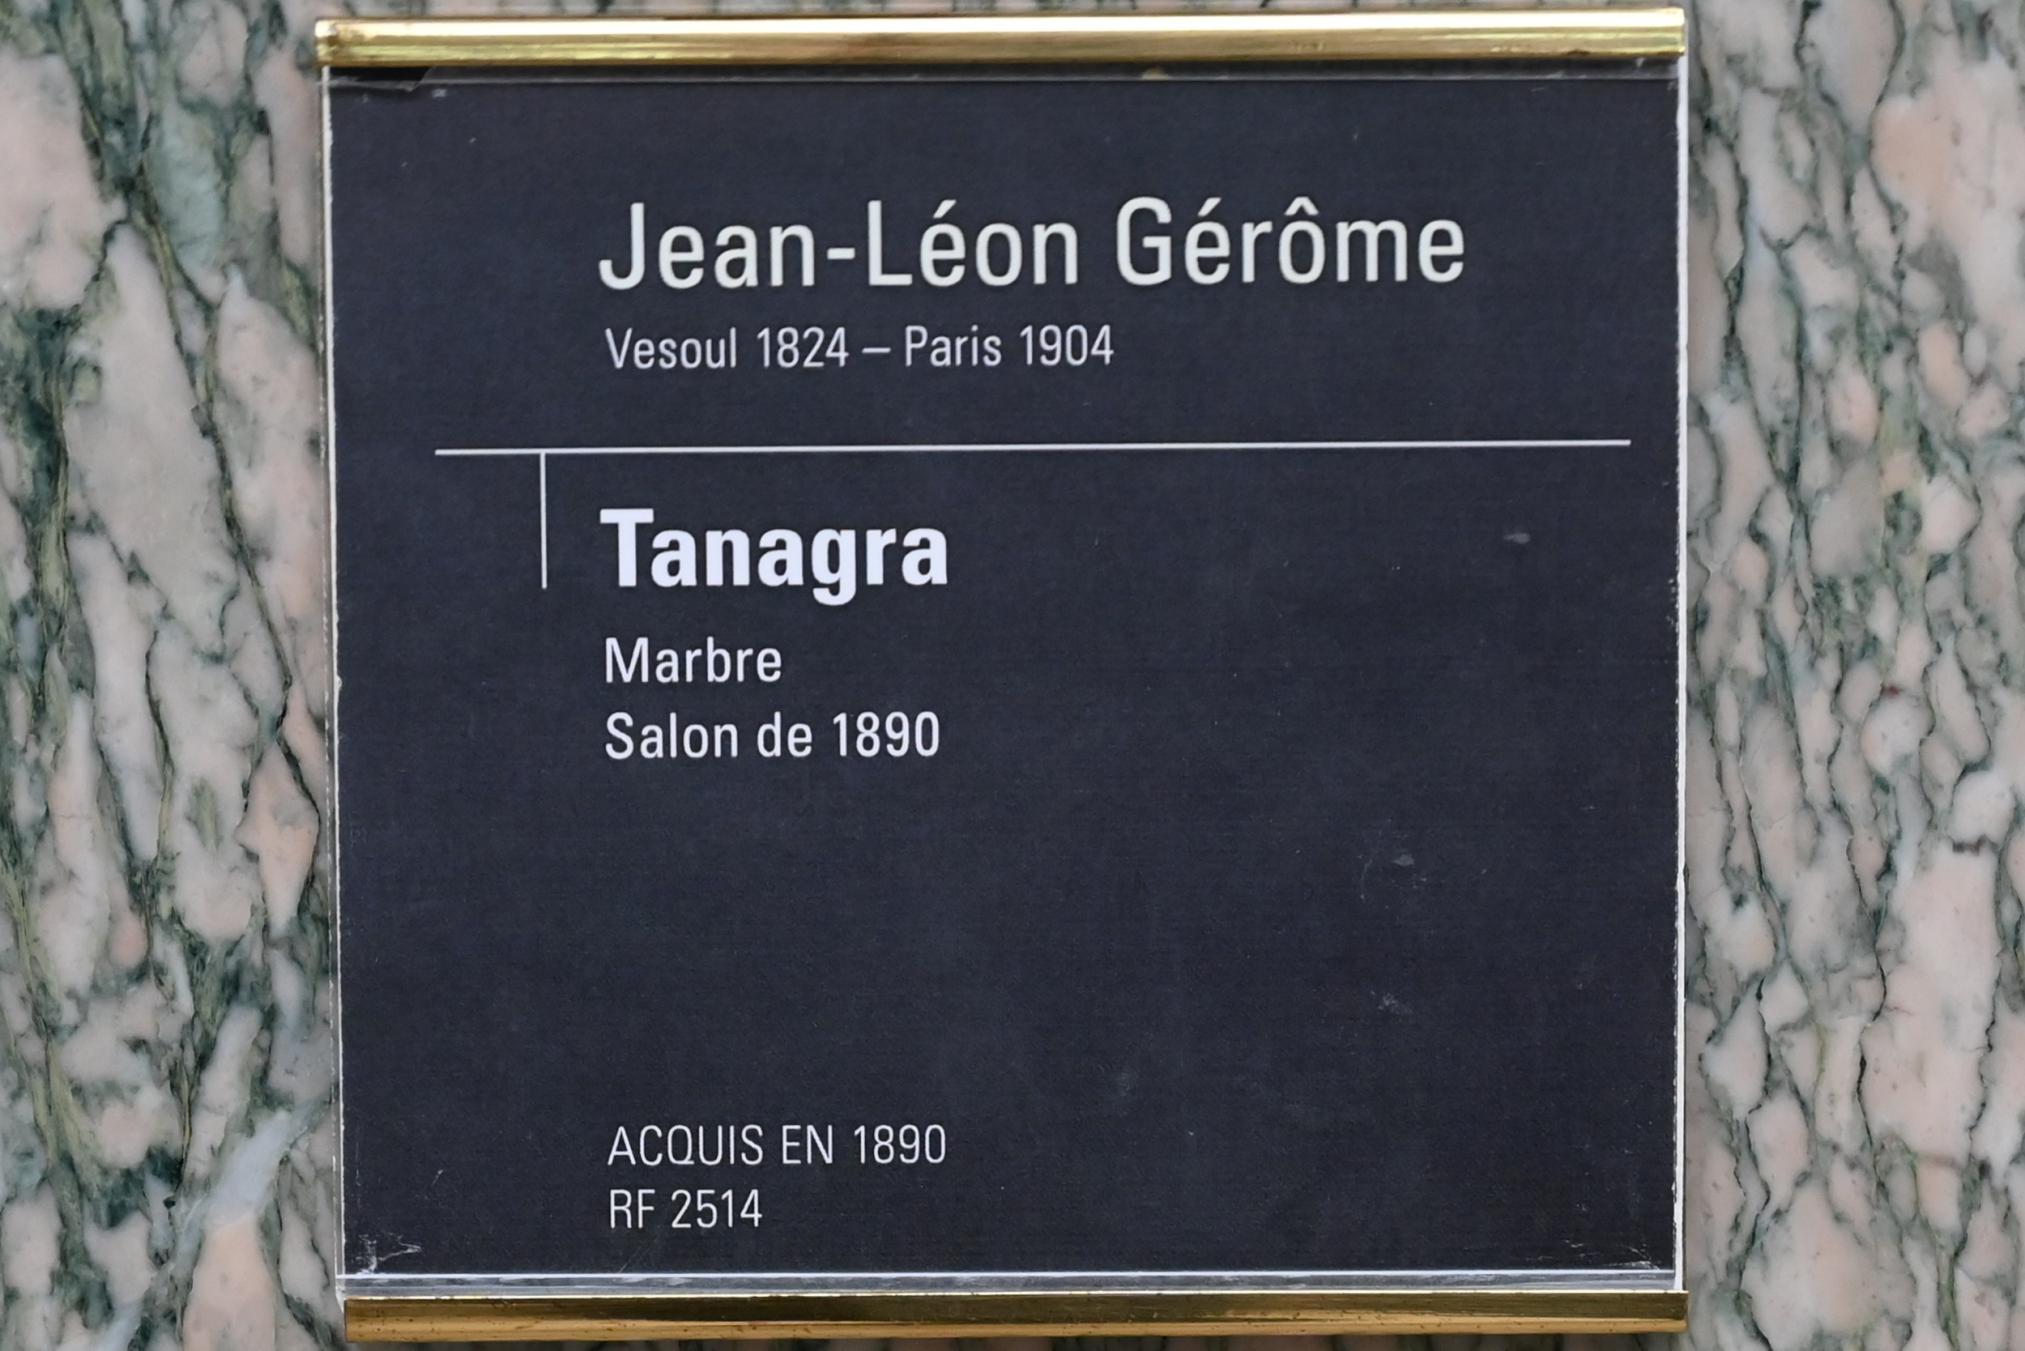 Jean-Léon Gérôme
Vesoul 1824 – Paris 1904
Tanagra
Marbre
Salon de 1890
ACQUIS EN 1890
RF 2514